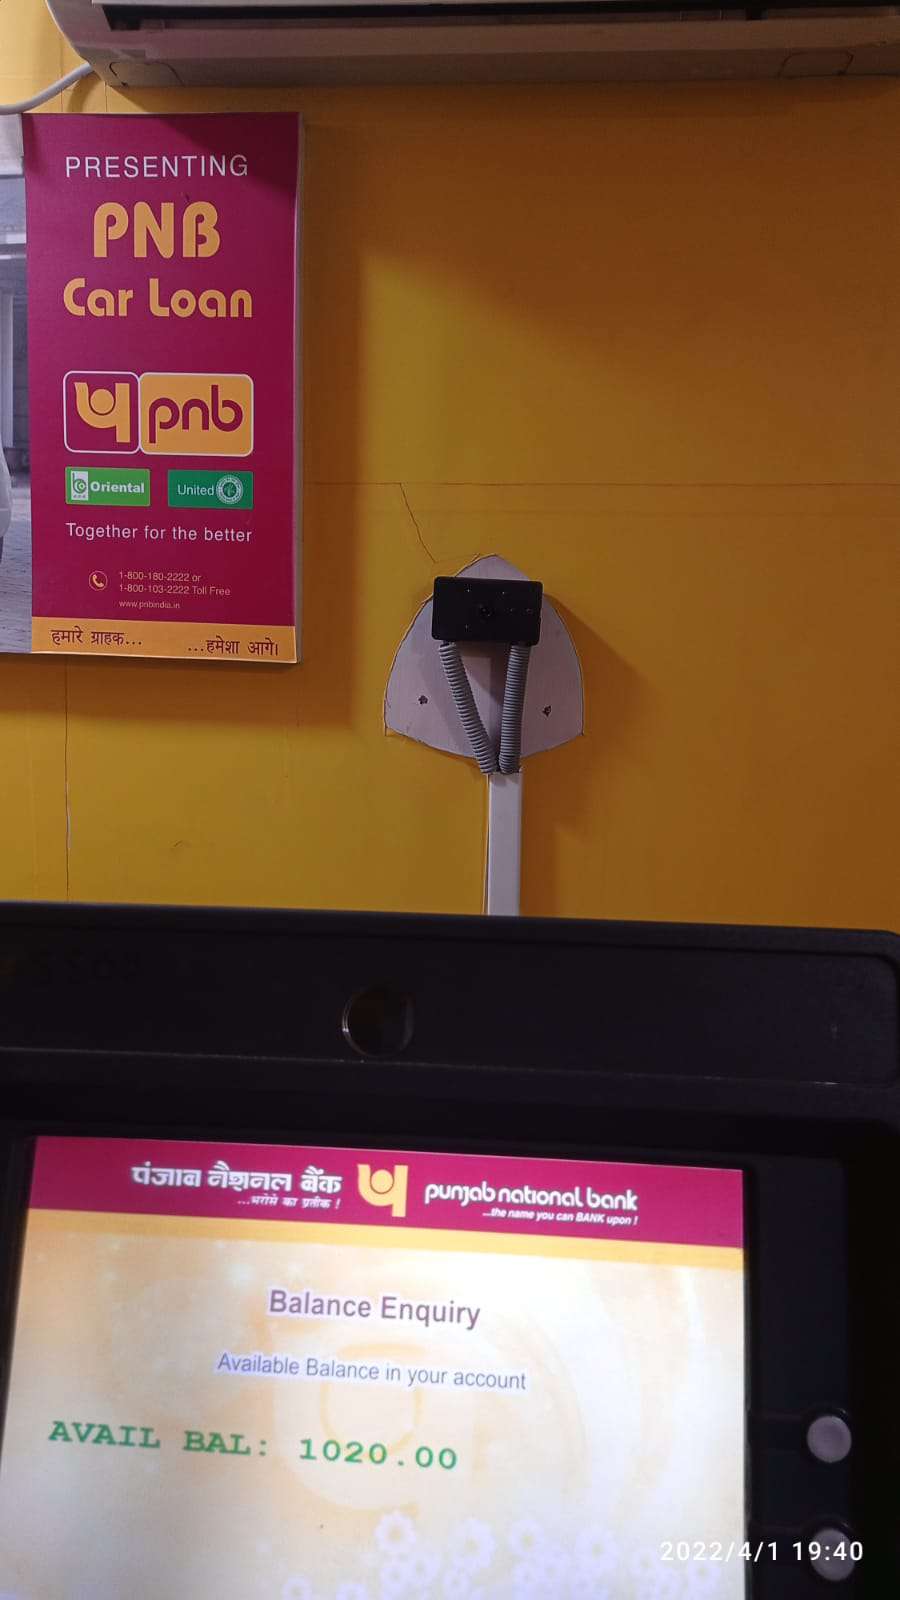 PRESENTING
PNB
Car Loan
pnb
Oriental
United
Together for the better
1-800-180-2222 or
1-800-103-2222 Toll Free
www.pnbindia.in
हमारे ग्राहक... ...हमेशा आगे।
पंजाब नैशनल बैंक
...भरोसे का प्रतीक !
punjab national bank
...the name you can BANK upon !
Balance Enquiry
Available Balance in your account
AVAIL BAL: 1020.00
2022/4/1 19:40